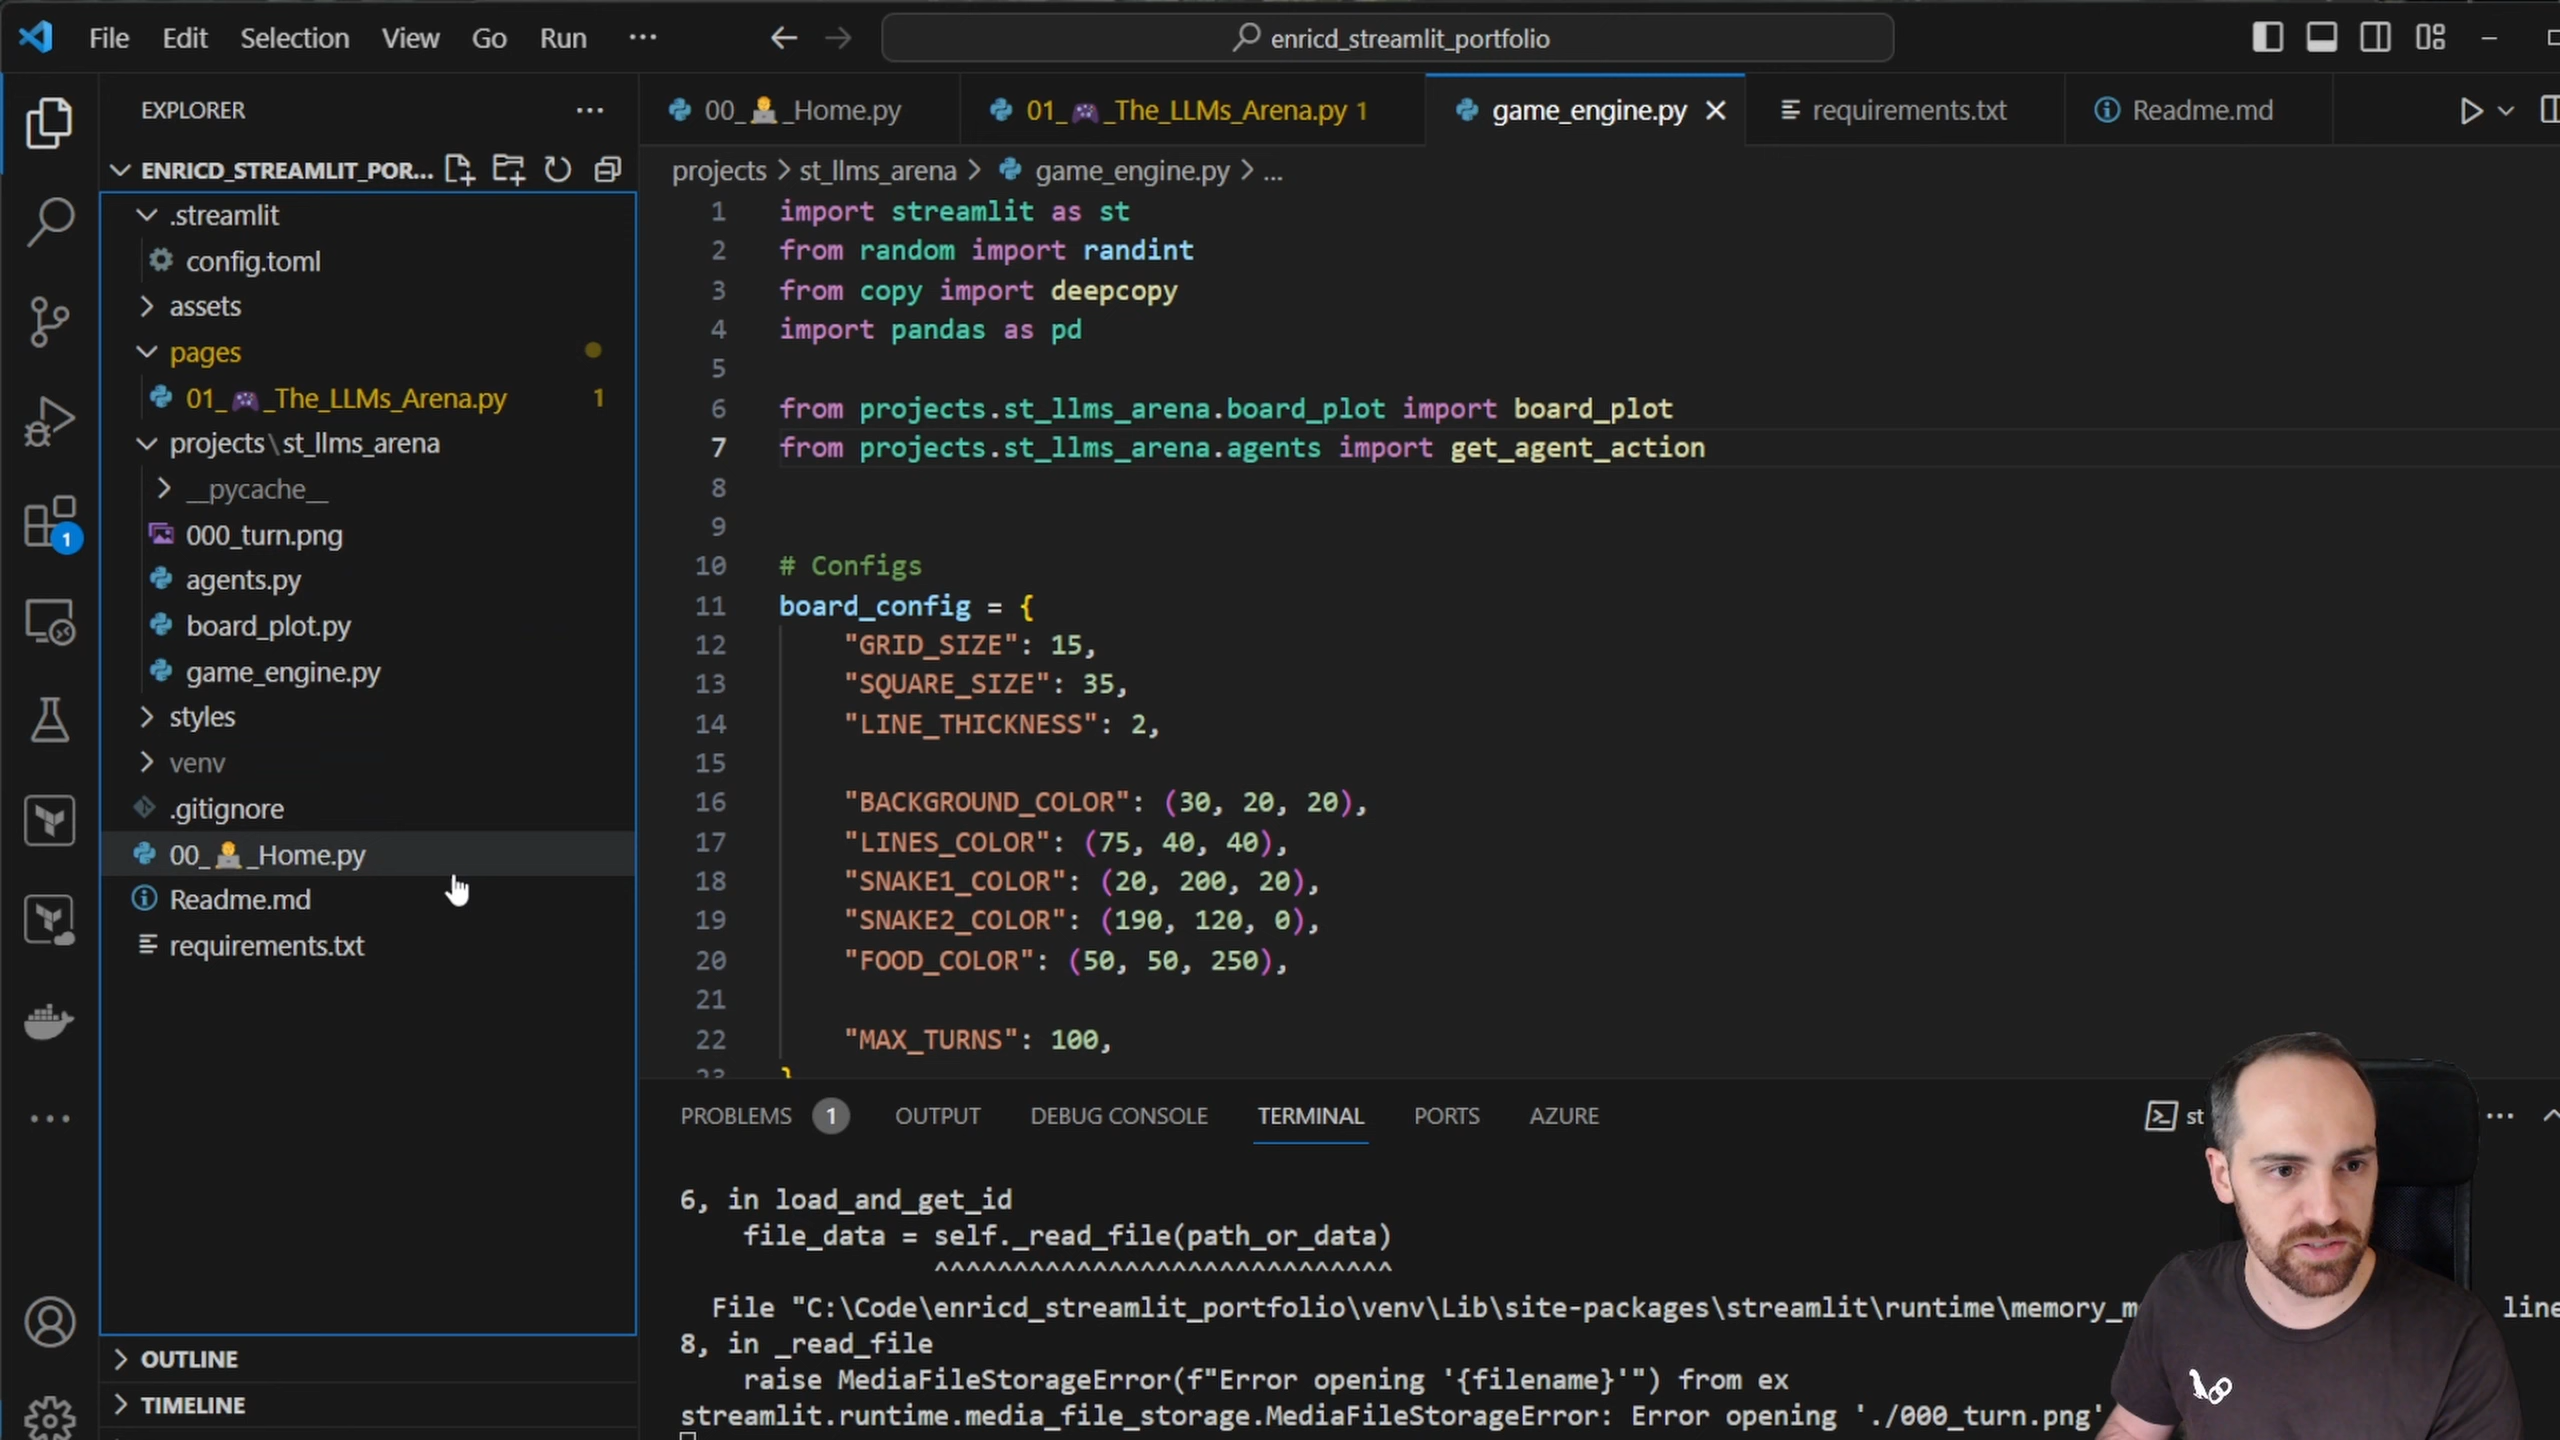 File Edit Selection View Go Run ··· enricd_streamlit_portfolio
EXPLORER ···
ENRICD_STREAMLIT_POR...
.streamlit
config.toml
assets
pages
01_🎮_The_LLMs_Arena.py 1
projects\st_llms_arena
__pycache__
000_turn.png
agents.py
board_plot.py
game_engine.py
styles
venv
.gitignore
00_👨‍💻_Home.py
Readme.md
requirements.txt
OUTLINE
TIMELINE
1
00_👨‍💻_Home.py 01_🎮_The_LLMs_Arena.py 1 game_engine.py requirements.txt Readme.md
projects > st_llms_arena > game_engine.py > ...
1 import streamlit as st
2 from random import randint
3 from copy import deepcopy
4 import pandas as pd
5
6 from projects.st_llms_arena.board_plot import board_plot
7 from projects.st_llms_arena.agents import get_agent_action
8
9
10 # Configs
11 board_config = {
12 "GRID_SIZE": 15,
13 "SQUARE_SIZE": 35,
14 "LINE_THICKNESS": 2,
15
16 "BACKGROUND_COLOR": (30, 20, 20),
17 "LINES_COLOR": (75, 40, 40),
18 "SNAKE1_COLOR": (20, 200, 20),
19 "SNAKE2_COLOR": (190, 120, 0),
20 "FOOD_COLOR": (50, 50, 250),
21
22 "MAX_TURNS": 100,
23 }
PROBLEMS 1 OUTPUT DEBUG CONSOLE TERMINAL PORTS AZURE st ···
6, in load_and_get_id
file_data = self._read_file(path_or_data)
^^^^^^^^^^^^^^^^^^^^^^^^^^^^^
File "C:\Code\enricd_streamlit_portfolio\venv\Lib\site-packages\streamlit\runtime\memory_m line
8, in _read_file
raise MediaFileStorageError(f"Error opening '{filename}'") from ex
streamlit.runtime.media_file_storage.MediaFileStorageError: Error opening './000_turn.png'